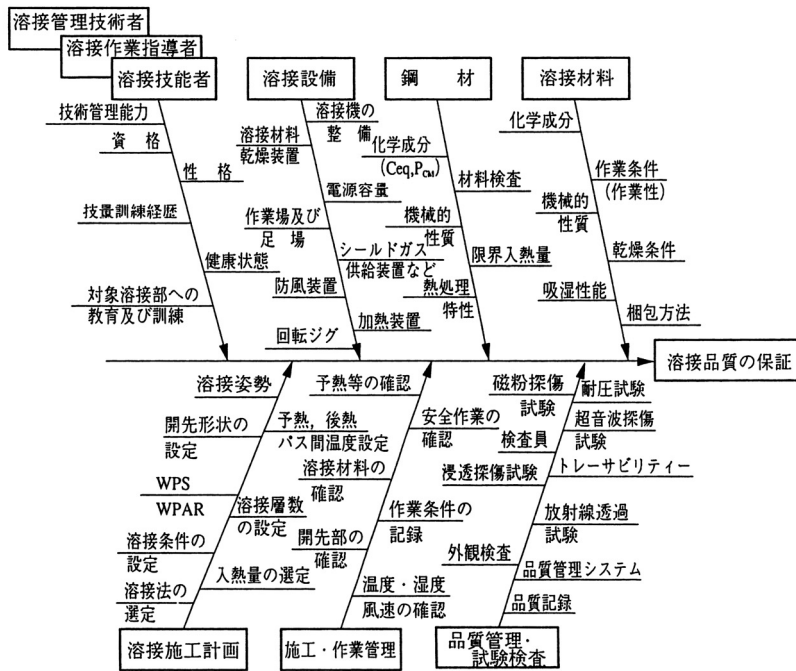 溶接管理技術者
溶接作業指導者
溶接技能者
溶接設備
鋼　材
溶接材料
技術管理能力
資　格
性　格
技量訓練経歴
健康状態
対象溶接部への
教育及び訓練
溶接機の
整　備
溶接材料
乾燥装置
電源容量
作業場及び
足　場
シールドガス
供給装置など
防風装置
加熱装置
回転ジグ
化学成分
(Ceq,PCM)
材料検査
機械的
性質
限界入熱量
熱処理
特性
化学成分
作業条件
(作業性)
機械的
性質
乾燥条件
吸湿性能
梱包方法
溶接品質の保証
溶接姿勢
開先形状の
設定
予熱，後熱
パス間温度設定
WPS
WPAR
溶接層数
の設定
溶接条件の
設定
入熱量の選定
溶接法の
選定
予熱等の確認
安全作業の
確認
溶接材料の
確認
作業条件の
記録
開先部の
確認
温度・湿度
風速の確認
磁粉探傷
試験
耐圧試験
検査員
超音波探傷
試験
浸透探傷試験
トレーサビリティー
放射線透過
試験
外観検査
品質管理システム
品質記録
溶接施工計画
施工・作業管理
品質管理・
試験検査